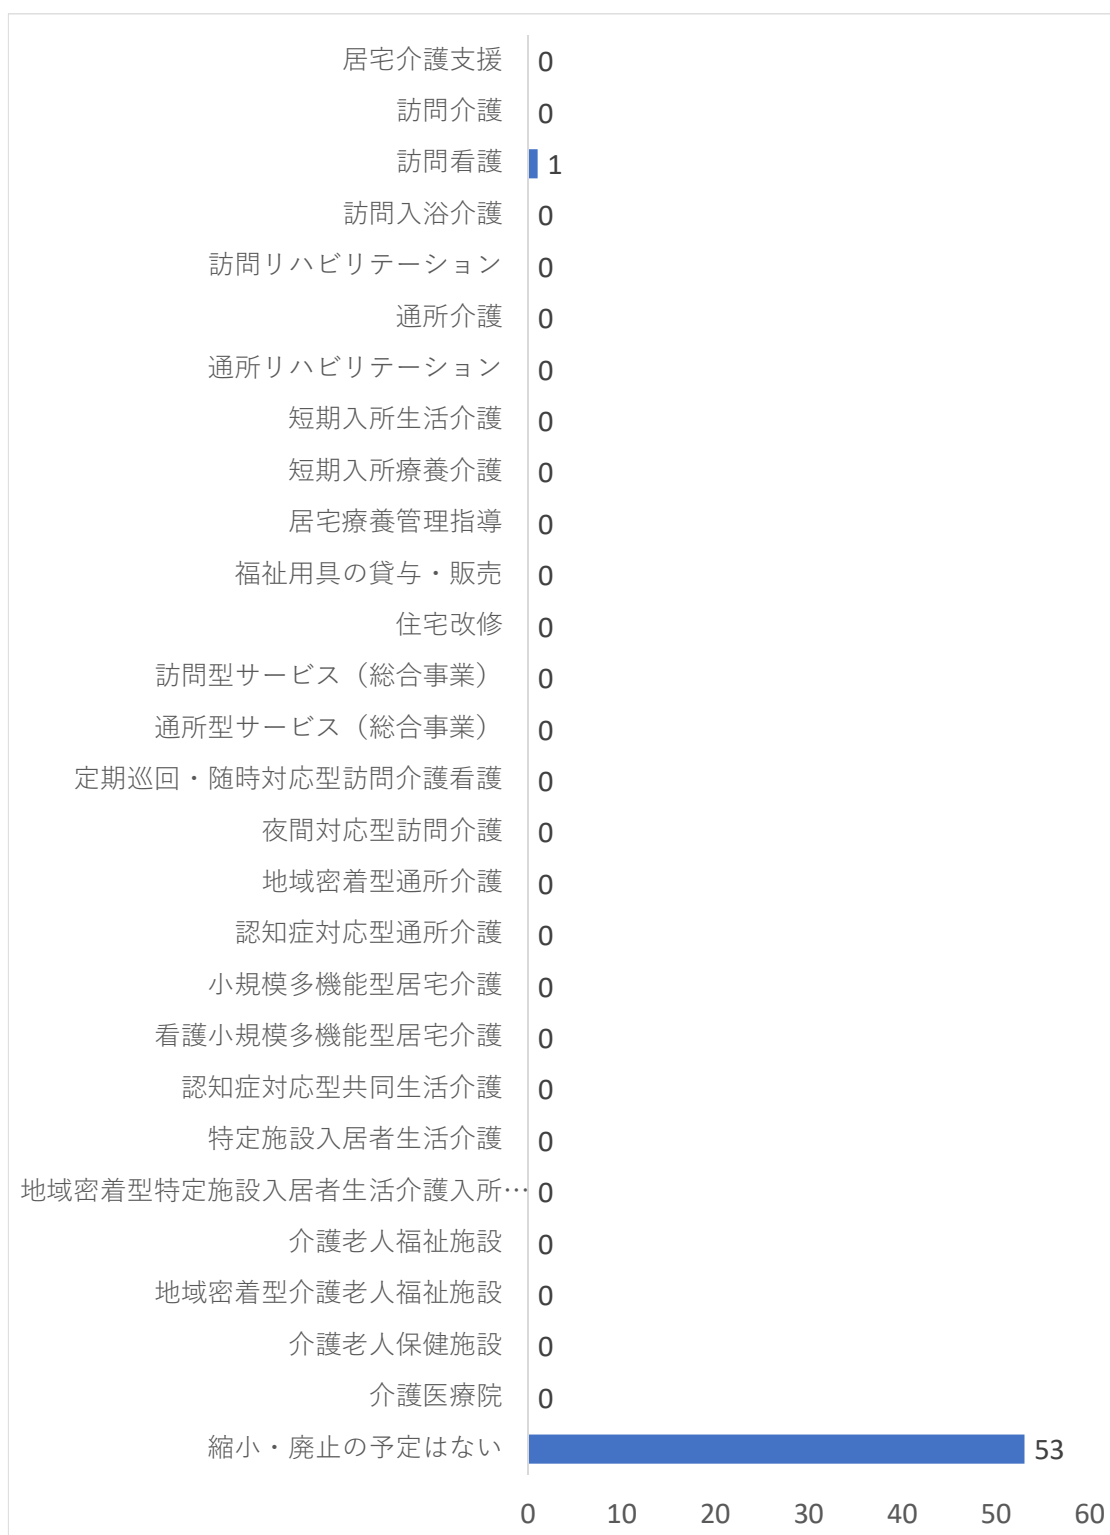 居宅介護支援 0
訪問介護 0
訪問看護 1
訪問入浴介護 0
訪問リハビリテーション 0
通所介護 0
通所リハビリテーション 0
短期入所生活介護 0
短期入所療養介護 0
居宅療養管理指導 0
福祉用具の貸与・販売 0
住宅改修 0
訪問型サービス（総合事業） 0
通所型サービス（総合事業） 0
定期巡回・随時対応型訪問介護看護 0
夜間対応型訪問介護 0
地域密着型通所介護 0
認知症対応型通所介護 0
小規模多機能型居宅介護 0
看護小規模多機能型居宅介護 0
認知症対応型共同生活介護 0
特定施設入居者生活介護 0
地域密着型特定施設入居者生活介護入所… 0
介護老人福祉施設 0
地域密着型介護老人福祉施設 0
介護老人保健施設 0
介護医療院 0
縮小・廃止の予定はない 53
0 10 20 30 40 50 60